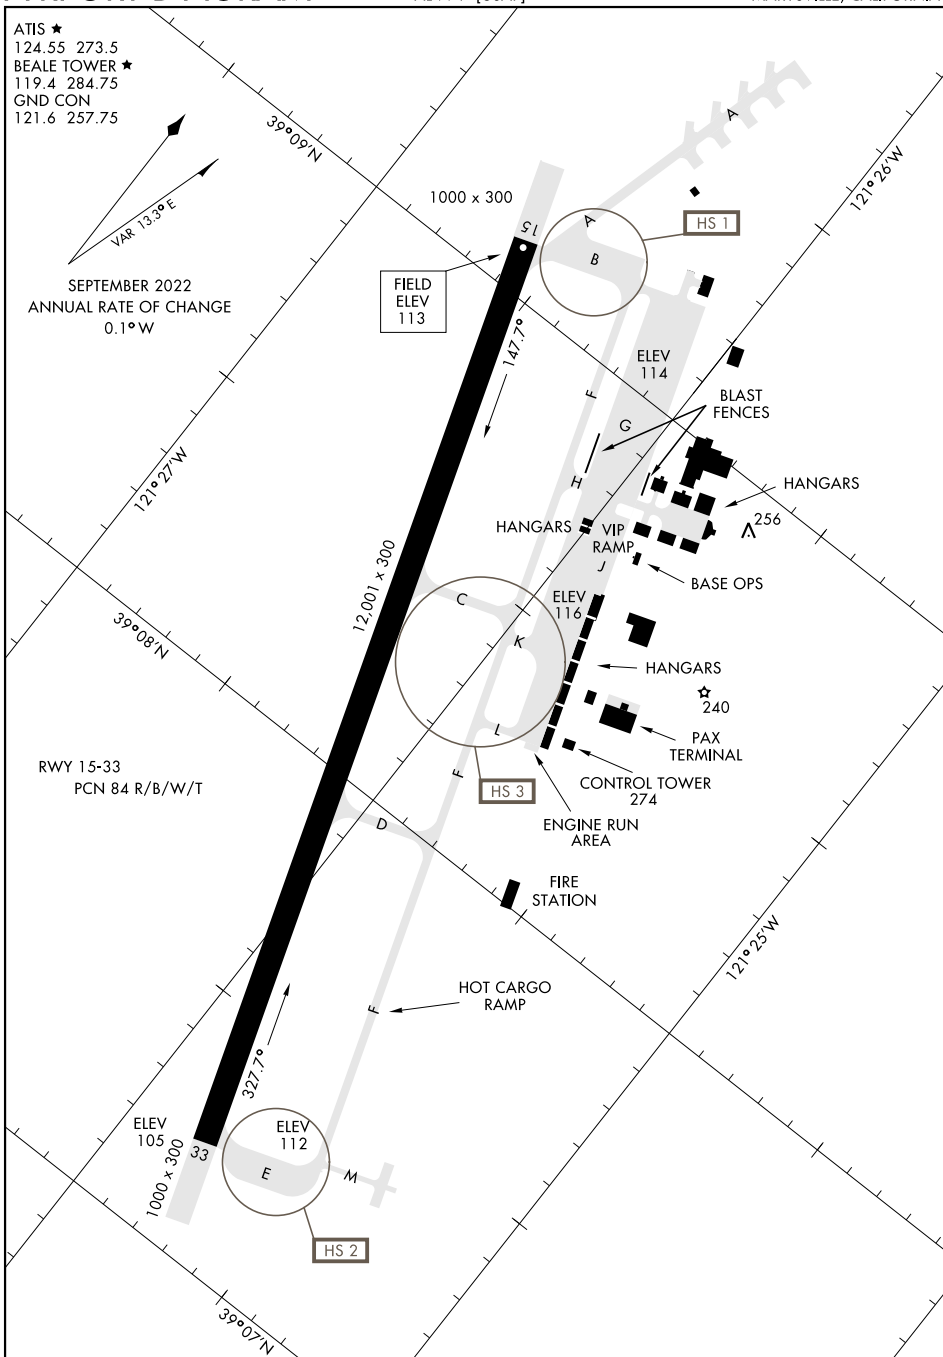 ATIS ★
124.55 273.5
BEALE TOWER ★
119.4 284.75
GND CON
121.6 257.75
VAR 13.3° E
SEPTEMBER 2022
ANNUAL RATE OF CHANGE
0.1° W
39°09'N
121°26'W
A
1000 x 300
15
A
HS 1
B
FIELD
ELEV
113
147.7°
ELEV
114
BLAST
FENCES
F
G
121°27'W
H
HANGARS
HANGARS
VIP
RAMP
256
J
BASE OPS
12,001 x 300
39°08'N
C
ELEV
116
K
HANGARS
240
L
PAX
TERMINAL
RWY 15-33
PCN 84 R/B/W/T
F
HS 3
CONTROL TOWER
274
D
ENGINE RUN
AREA
FIRE
STATION
121°25'W
HOT CARGO
RAMP
F
327.7°
ELEV
105
33
ELEV
112
1000 x 300
E
M
HS 2
39°07'N